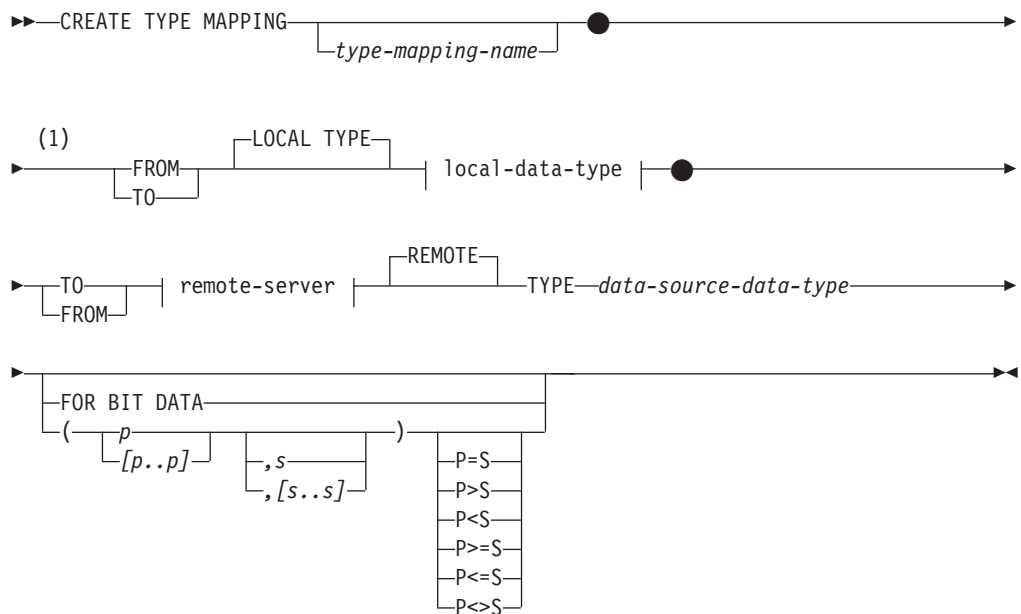 CREATE TYPE MAPPING
type-mapping-name
(1)
LOCAL TYPE
FROM local-data-type
TO
REMOTE
TO remote-server TYPE data-source-data-type
FROM
FOR BIT DATA
( p )
[p..p] ,s P=S
,[s..s] P>S
P<S
P>=S
P<=S
P<>S